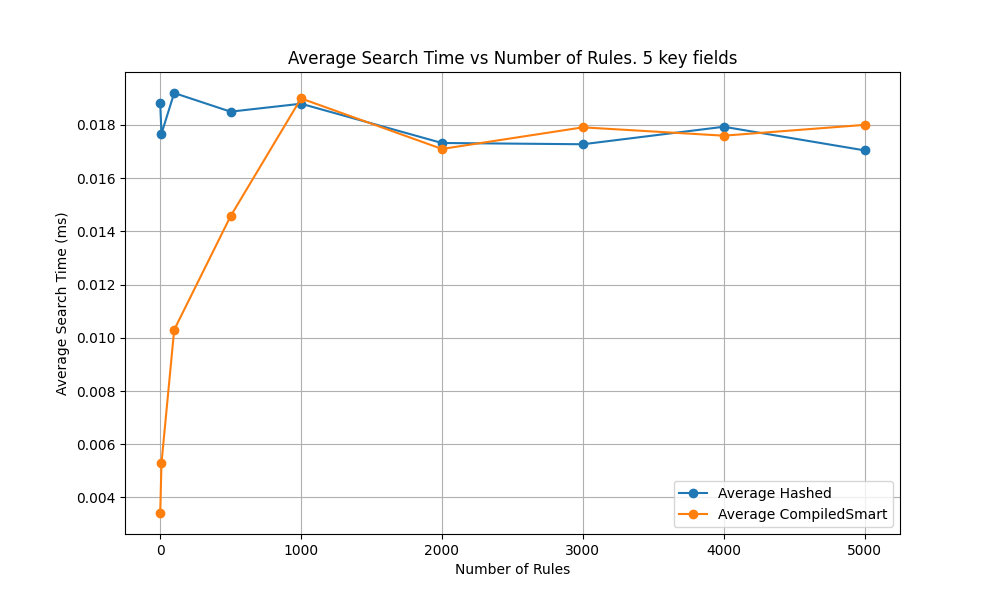 Average Search Time vs Number of Rules. 5 key fields
Average Search Time (ms)
0.018
0.016
0.014
0.012
0.010
0.008
0.006
0.004
0 1000 2000 3000 4000 5000
Number of Rules
Average Hashed
Average CompiledSmart